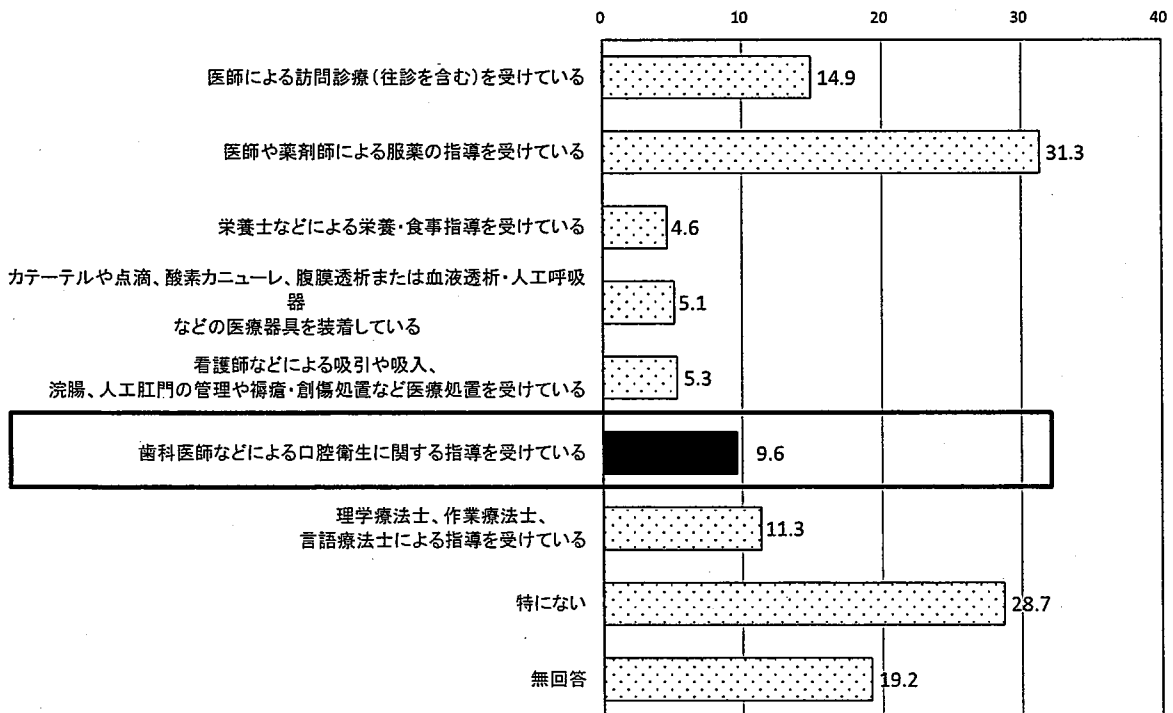 0 10 20 30 40
医師による訪問診療(往診を含む)を受けている 14.9
医師や薬剤師による服薬の指導を受けている 31.3
栄養士などによる栄養・食事指導を受けている 4.6
カテーテルや点滴、酸素カニューレ、腹膜透析または血液透析・人工呼吸
器
などの医療器具を装着している 5.1
看護師などによる吸引や吸入、
浣腸、人工肛門の管理や褥瘡・創傷処置など医療処置を受けている 5.3
歯科医師などによる口腔衛生に関する指導を受けている 9.6
理学療法士、作業療法士、
言語療法士による指導を受けている 11.3
特にない 28.7
無回答 19.2